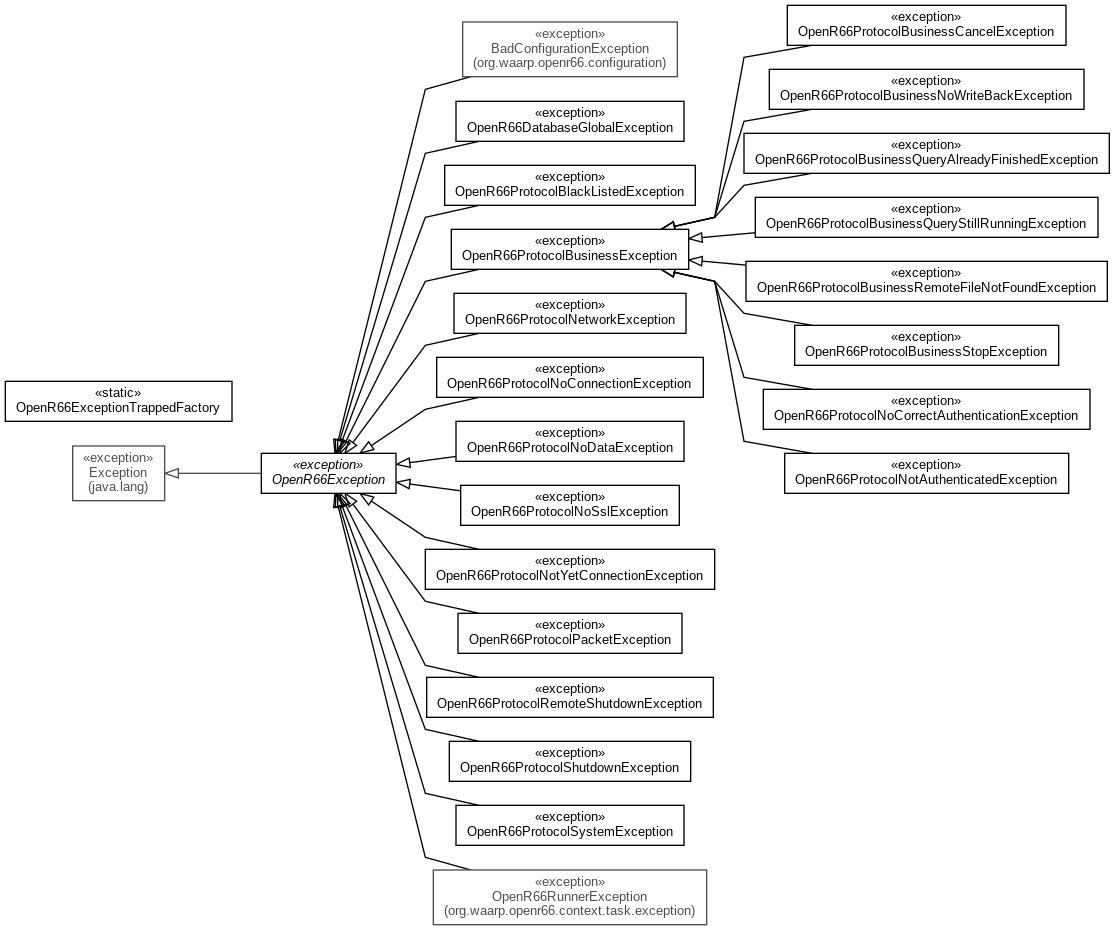 «static»
OpenR66ExceptionTrappedFactory
«exception»
Exception
(java.lang)
«exception»
OpenR66Exception
«exception»
BadConfigurationException
(org.waarp.openr66.configuration)
«exception»
OpenR66DatabaseGlobalException
«exception»
OpenR66ProtocolBlackListedException
«exception»
OpenR66ProtocolBusinessException
«exception»
OpenR66ProtocolNetworkException
«exception»
OpenR66ProtocolNoConnectionException
«exception»
OpenR66ProtocolNoDataException
«exception»
OpenR66ProtocolNoSslException
«exception»
OpenR66ProtocolNotYetConnectionException
«exception»
OpenR66ProtocolPacketException
«exception»
OpenR66ProtocolRemoteShutdownException
«exception»
OpenR66ProtocolShutdownException
«exception»
OpenR66ProtocolSystemException
«exception»
OpenR66RunnerException
(org.waarp.openr66.context.task.exception)
«exception»
OpenR66ProtocolBusinessCancelException
«exception»
OpenR66ProtocolBusinessNoWriteBackException
«exception»
OpenR66ProtocolBusinessQueryAlreadyFinishedException
«exception»
OpenR66ProtocolBusinessQueryStillRunningException
«exception»
OpenR66ProtocolBusinessRemoteFileNotFoundException
«exception»
OpenR66ProtocolBusinessStopException
«exception»
OpenR66ProtocolNoCorrectAuthenticationException
«exception»
OpenR66ProtocolNotAuthenticatedException